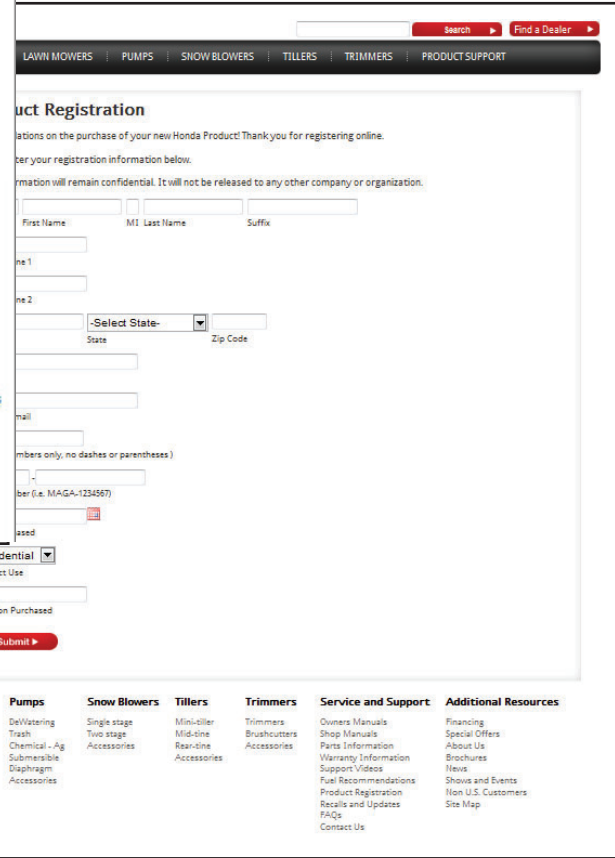 Search Find a Dealer
LAWN MOWERS PUMPS SNOW BLOWERS TILLERS TRIMMERS PRODUCT SUPPORT
uct Registration
lations on the purchase of your new Honda Product! Thank you for registering online.
ter your registration information below.
rmation will remain confidential. It will not be released to any other company or organization.
First Name MI Last Name Suffix
ne 1
ne 2
-Select State-
State Zip Code
mail
mbers only, no dashes or parentheses )
-
ber (i.e. MAGA-1234567)
ased
dential
ct Use
on Purchased
Submit
Pumps Snow Blowers Tillers Trimmers Service and Support Additional Resources
DeWatering Single stage Mini-tiller Trimmers Owners Manuals Financing
Trash Two stage Mid-tine Brushcutters Shop Manuals Special Offers
Chemical - Ag Accessories Rear-tine Accessories Parts Information About Us
Submersible Accessories Warranty Information Brochures
Diaphragm Support Videos News
Accessories Fuel Recommendations Shows and Events
Product Registration Non U.S. Customers
Recalls and Updates Site Map
FAQs
Contact Us